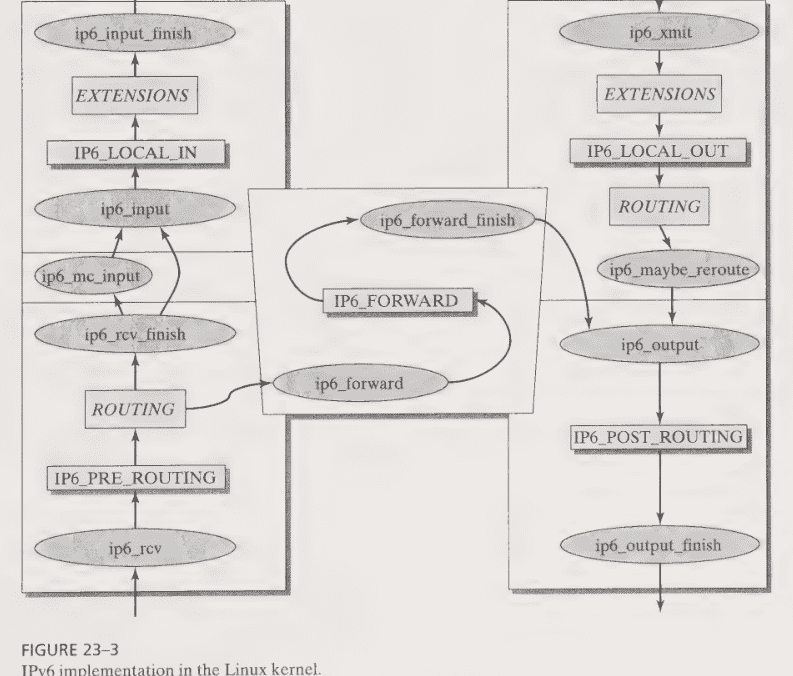 ip6_input_finish
EXTENSIONS
IP6_LOCAL_IN
ip6_input
ip6_mc_input
ip6_rcv_finish
ROUTING
IP6_PRE_ROUTING
ip6_rcv
ip6_forward_finish
IP6_FORWARD
ip6_forward
ip6_xmit
EXTENSIONS
IP6_LOCAL_OUT
ROUTING
ip6_maybe_reroute
ip6_output
IP6_POST_ROUTING
ip6_output_finish
FIGURE 23–3
IPv6 implementation in the Linux kernel.